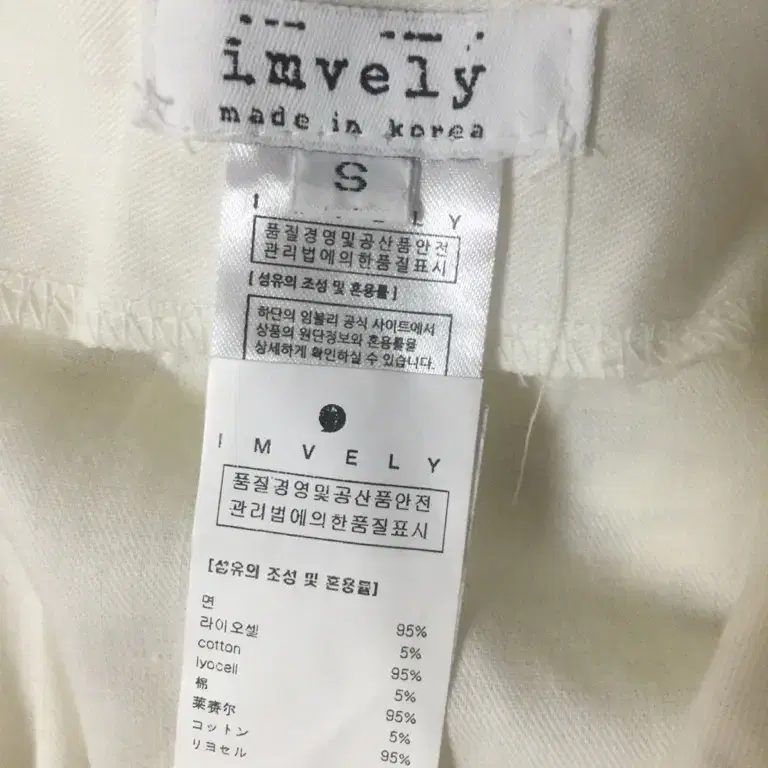 imvely
made in korea
S
I M V E L Y
품질경영및공산품안전
관리법에의한품질표시
[섬유의 조성 및 혼용률]
하단의 임블리 공식 사이트에서
상품의 원단정보와 혼용률을
상세하게 확인하실 수 있습니다.
I M V E L Y
품질경영및공산품안전
관리법에의한품질표시
[섬유의 조성 및 혼용률]
면 95%
라이오셀 5%
cotton 95%
lyocell 5%
棉 95%
莱赛尔 5%
コットン 95%
リヨセル